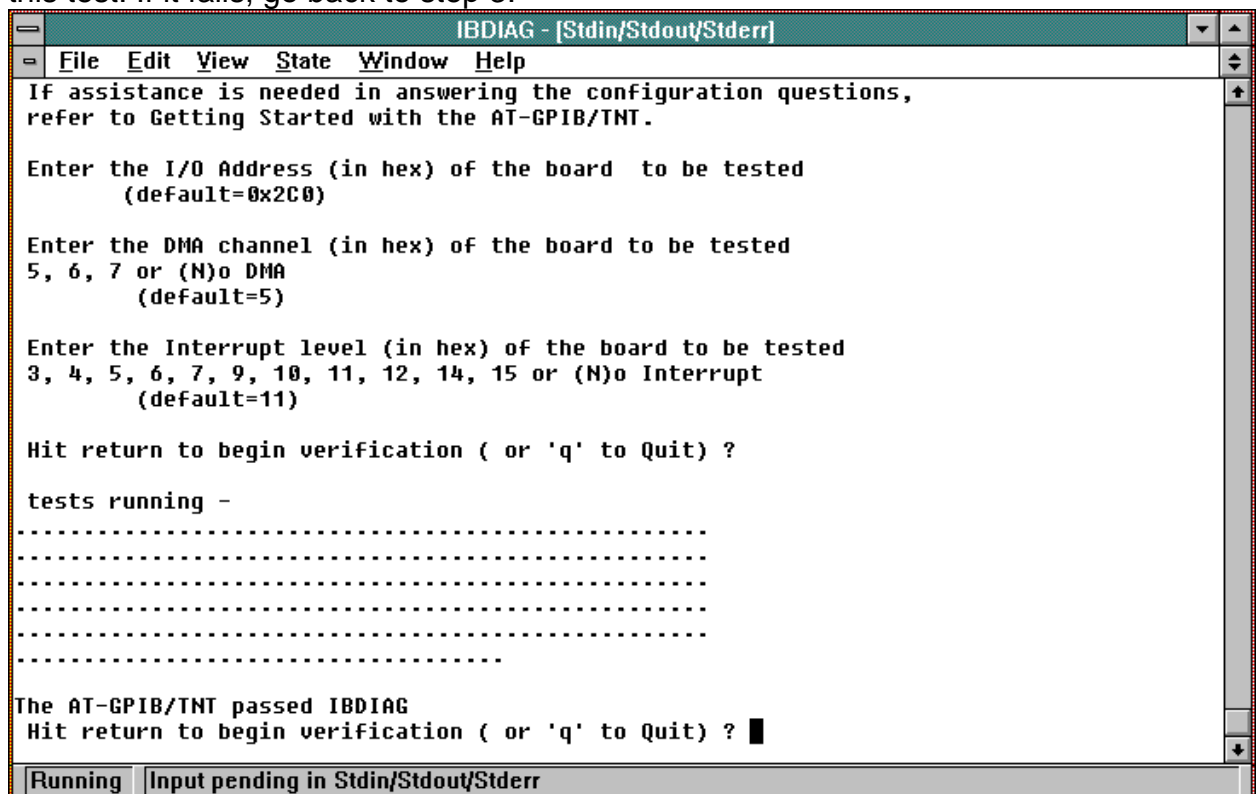 this test. If it fails, go back to step 3.
IBDIAG - [Stdin/Stdout/Stderr]
File Edit View State Window Help
If assistance is needed in answering the configuration questions,
refer to Getting Started with the AT-GPIB/TNT.
Enter the I/O Address (in hex) of the board  to be tested
(default=0x2C0)
Enter the DMA channel (in hex) of the board to be tested
5, 6, 7 or (N)o DMA
(default=5)
Enter the Interrupt level (in hex) of the board to be tested
3, 4, 5, 6, 7, 9, 10, 11, 12, 14, 15 or (N)o Interrupt
(default=11)
Hit return to begin verification ( or 'q' to Quit) ?
tests running -
...................................................
...................................................
...................................................
...................................................
...................................................
....................................
The AT-GPIB/TNT passed IBDIAG
Hit return to begin verification ( or 'q' to Quit) ?
Running Input pending in Stdin/Stdout/Stderr